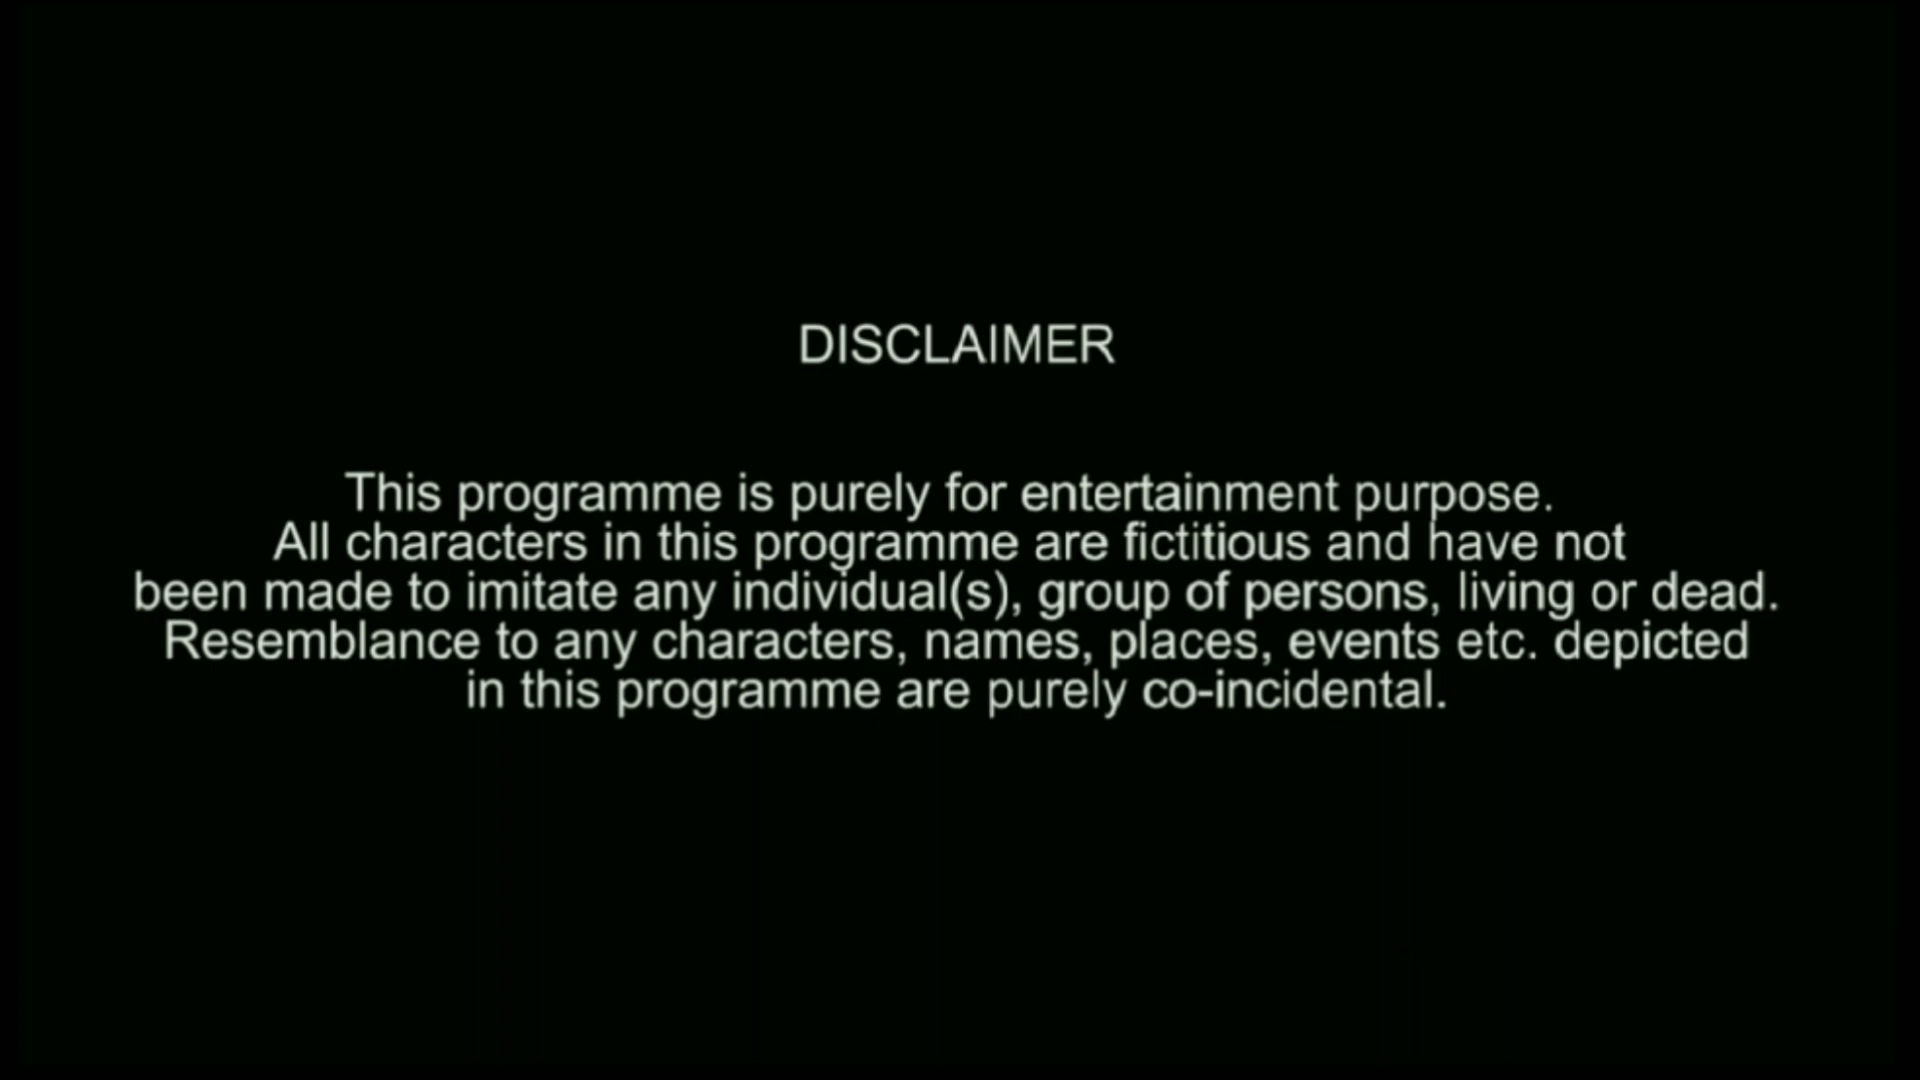 DISCLAIMER
This programme is purely for entertainment purpose.
All characters in this programme are fictitious and have not
been made to imitate any individual(s), group of persons, living or dead.
Resemblance to any characters, names, places, events etc. depicted
in this programme are purely co-incidental.